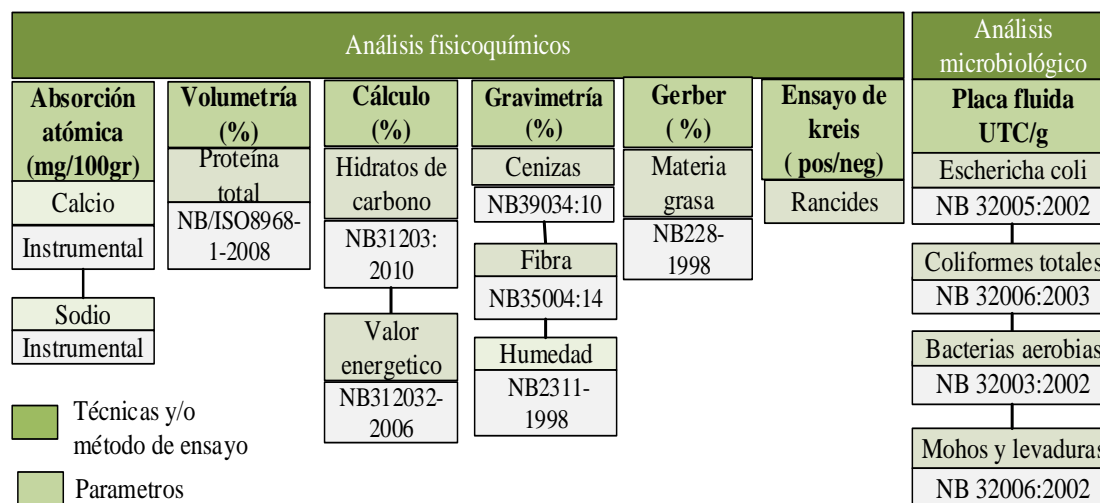 Análisis fisicoquímicos
Análisis
microbiológico
Absorción
atómica
(mg/100gr)
Calcio
Instrumental
Sodio
Instrumental
Volumetría
(%)
Proteína
total
NB/ISO8968-
1-2008
Cálculo
(%)
Hidratos de
carbono
NB31203:
2010
Valor
energetico
NB312032-
2006
Gravimetría
(%)
Cenizas
NB39034:10
Fibra
NB35004:14
Humedad
NB2311-
1998
Gerber
( %)
Materia
grasa
NB228-
1998
Ensayo de
kreis
( pos/neg)
Rancides
Placa fluida
UTC/g
Eschericha coli
NB 32005:2002
Coliformes totales
NB 32006:2003
Bacterias aerobias
NB 32003:2002
Mohos y levaduras
NB 32006:2002
Técnicas y/o
método de ensayo
Parametros